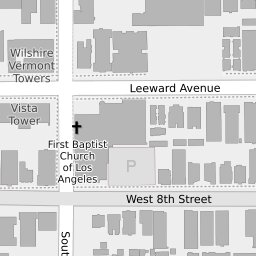 Wilshire
Vermont
Towers
Leeward Avenue
Vista
Tower
First Baptist
Church
of Los
Angeles
P
West 8th Street
Sout